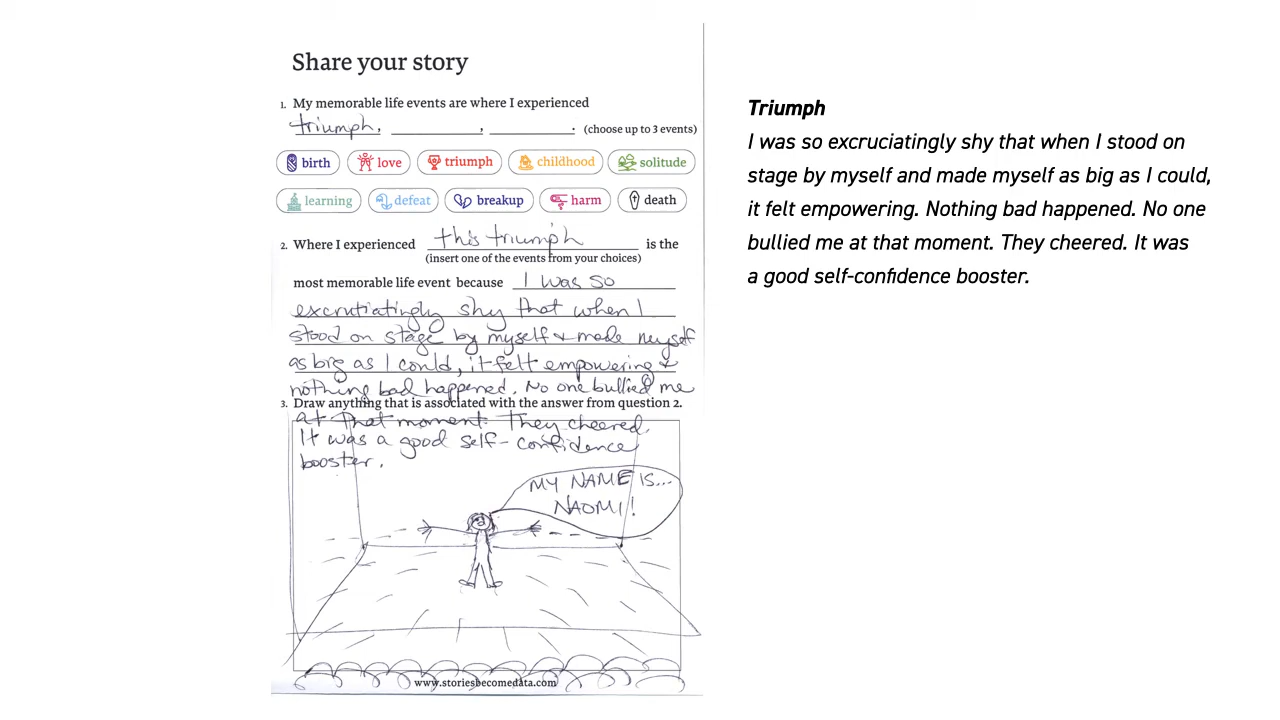 Share your story
1. My memorable life events are where I experienced
triumph, ________, ________. (choose up to 3 events)
birth love triumph childhood solitude
learning defeat breakup harm death
2. Where I experienced this triumph is the
(insert one of the events from your choices)
most memorable life event because I was so
excrutiatingly shy that when I
stood on stage by myself & made myself
as big as I could, it felt empowering &
nothing bad happened. No one bullied me
3. Draw anything that is associated with the answer from question 2.
at that moment. They cheered.
It was a good self-confidence
booster.
MY NAME IS...
NAOMI!
www.storiesbecomedata.com
Triumph
I was so excruciatingly shy that when I stood on
stage by myself and made myself as big as I could,
it felt empowering. Nothing bad happened. No one
bullied me at that moment. They cheered. It was
a good self-confidence booster.